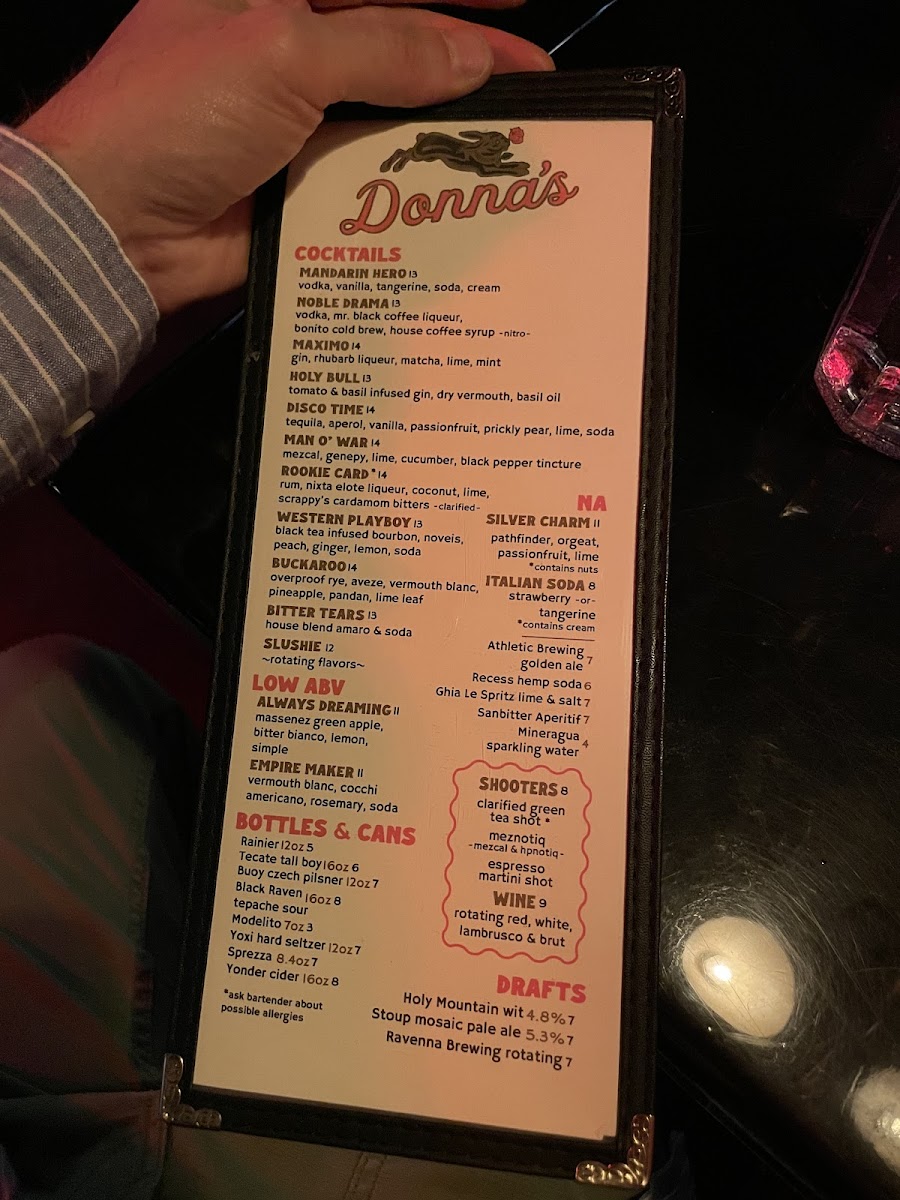 Donna's
COCKTAILS
MANDARIN HERO 13
vodka, vanilla, tangerine, soda, cream
NOBLE DRAMA 13
vodka, mr. black coffee liqueur,
bonito cold brew, house coffee syrup -nitro-
MAXIMO 14
gin, rhubarb liqueur, matcha, lime, mint
HOLY BULL 13
tomato & basil infused gin, dry vermouth, basil oil
DISCO TIME 14
tequila, aperol, vanilla, passionfruit, prickly pear, lime, soda
MAN O' WAR 14
mezcal, genepy, lime, cucumber, black pepper tincture
ROOKIE CARD * 14
rum, nixta elote liqueur, coconut, lime,
scrappy's cardamom bitters -clarified-
WESTERN PLAYBOY 13
black tea infused bourbon, noveis,
peach, ginger, lemon, soda
BUCKAROO 14
overproof rye, aveze, vermouth blanc,
pineapple, pandan, lime leaf
BITTER TEARS 13
house blend amaro & soda
SLUSHIE 12
~rotating flavors~
LOW ABV
ALWAYS DREAMING 11
massenez green apple,
bitter bianco, lemon,
simple
EMPIRE MAKER 11
vermouth blanc, cocchi
americano, rosemary, soda
BOTTLES & CANS
Rainier 12oz 5
Tecate tall boy 16oz 6
Buoy czech pilsner 12oz 7
Black Raven 16oz 8
tepache sour
Modelito 7oz 3
Yoxi hard seltzer 12oz 7
Sprezza 8.4oz 7
Yonder cider 16oz 8
*ask bartender about
possible allergies
NA
SILVER CHARM 11
pathfinder, orgeat,
passionfruit, lime
*contains nuts
ITALIAN SODA 8
strawberry -or-
tangerine
*contains cream
Athletic Brewing
golden ale 7
Recess hemp soda 6
Ghia Le Spritz lime & salt 7
Sanbitter Aperitif 7
Mineragua
sparkling water 4
SHOOTERS 8
clarified green
tea shot *
meznotiq
-mezcal & hpnotiq-
espresso
martini shot
WINE 9
rotating red, white,
lambrusco & brut
DRAFTS
Holy Mountain wit 4.8% 7
Stoup mosaic pale ale 5.3% 7
Ravenna Brewing rotating 7